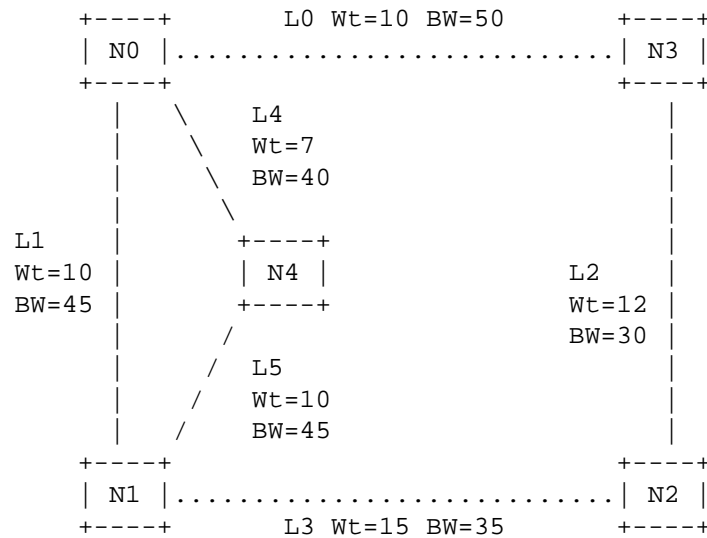 L0 Wt=10 BW=50
N0 N3
L4
Wt=7
BW=40
L1
Wt=10 N4 L2
BW=45 Wt=12
BW=30
L5
Wt=10
BW=45
N1 N2
L3 Wt=15 BW=35